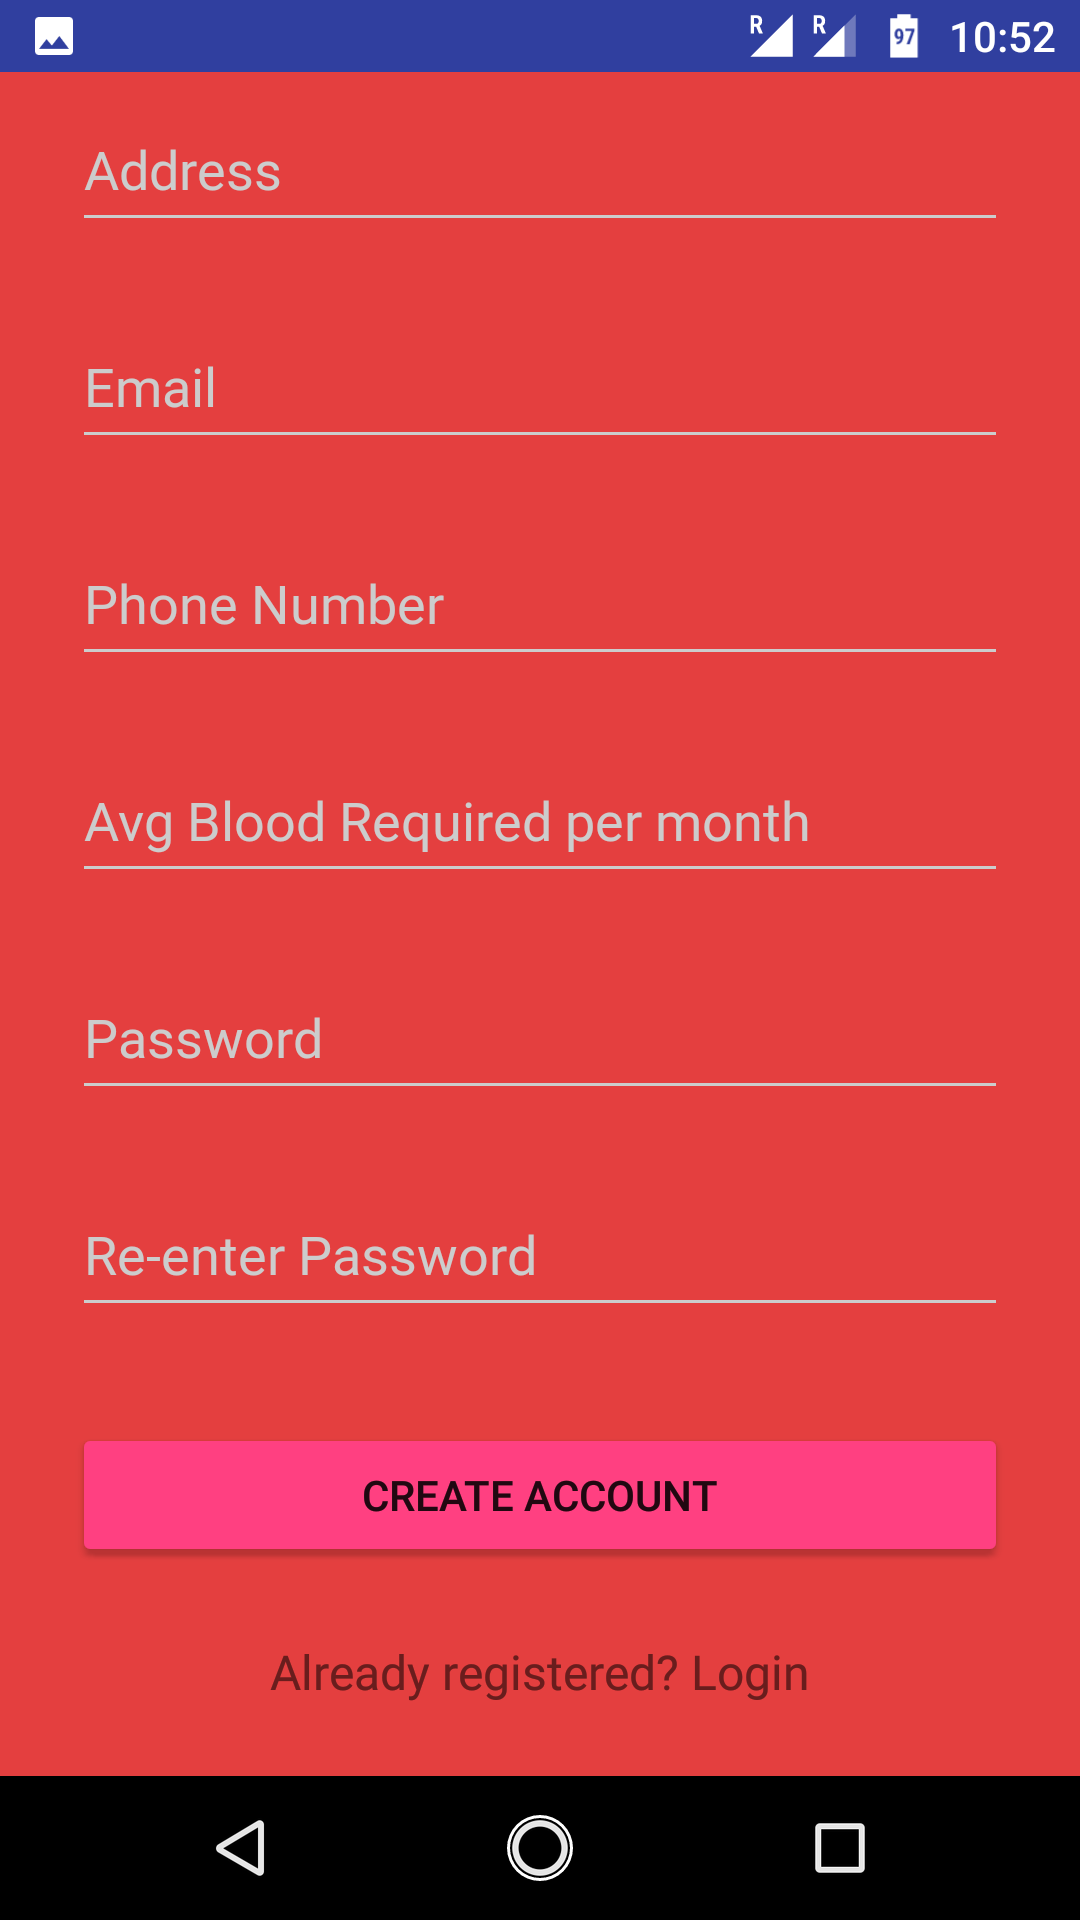 R R 97 10:52
Address
Email
Phone Number
Avg Blood Required per month
Password
Re-enter Password
CREATE ACCOUNT
Already registered? Login